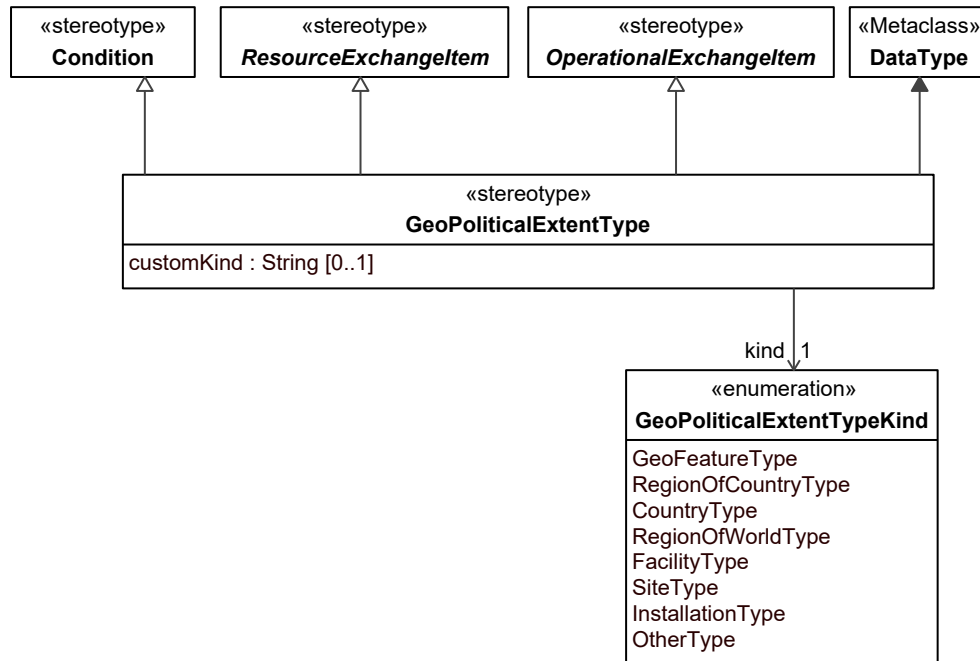 «stereotype»
Condition
«stereotype»
ResourceExchangeItem
«stereotype»
OperationalExchangeItem
«Metaclass»
DataType
«stereotype»
GeoPoliticalExtentType
customKind : String [0..1]
kind 1
«enumeration»
GeoPoliticalExtentTypeKind
GeoFeatureType
RegionOfCountryType
CountryType
RegionOfWorldType
FacilityType
SiteType
InstallationType
OtherType